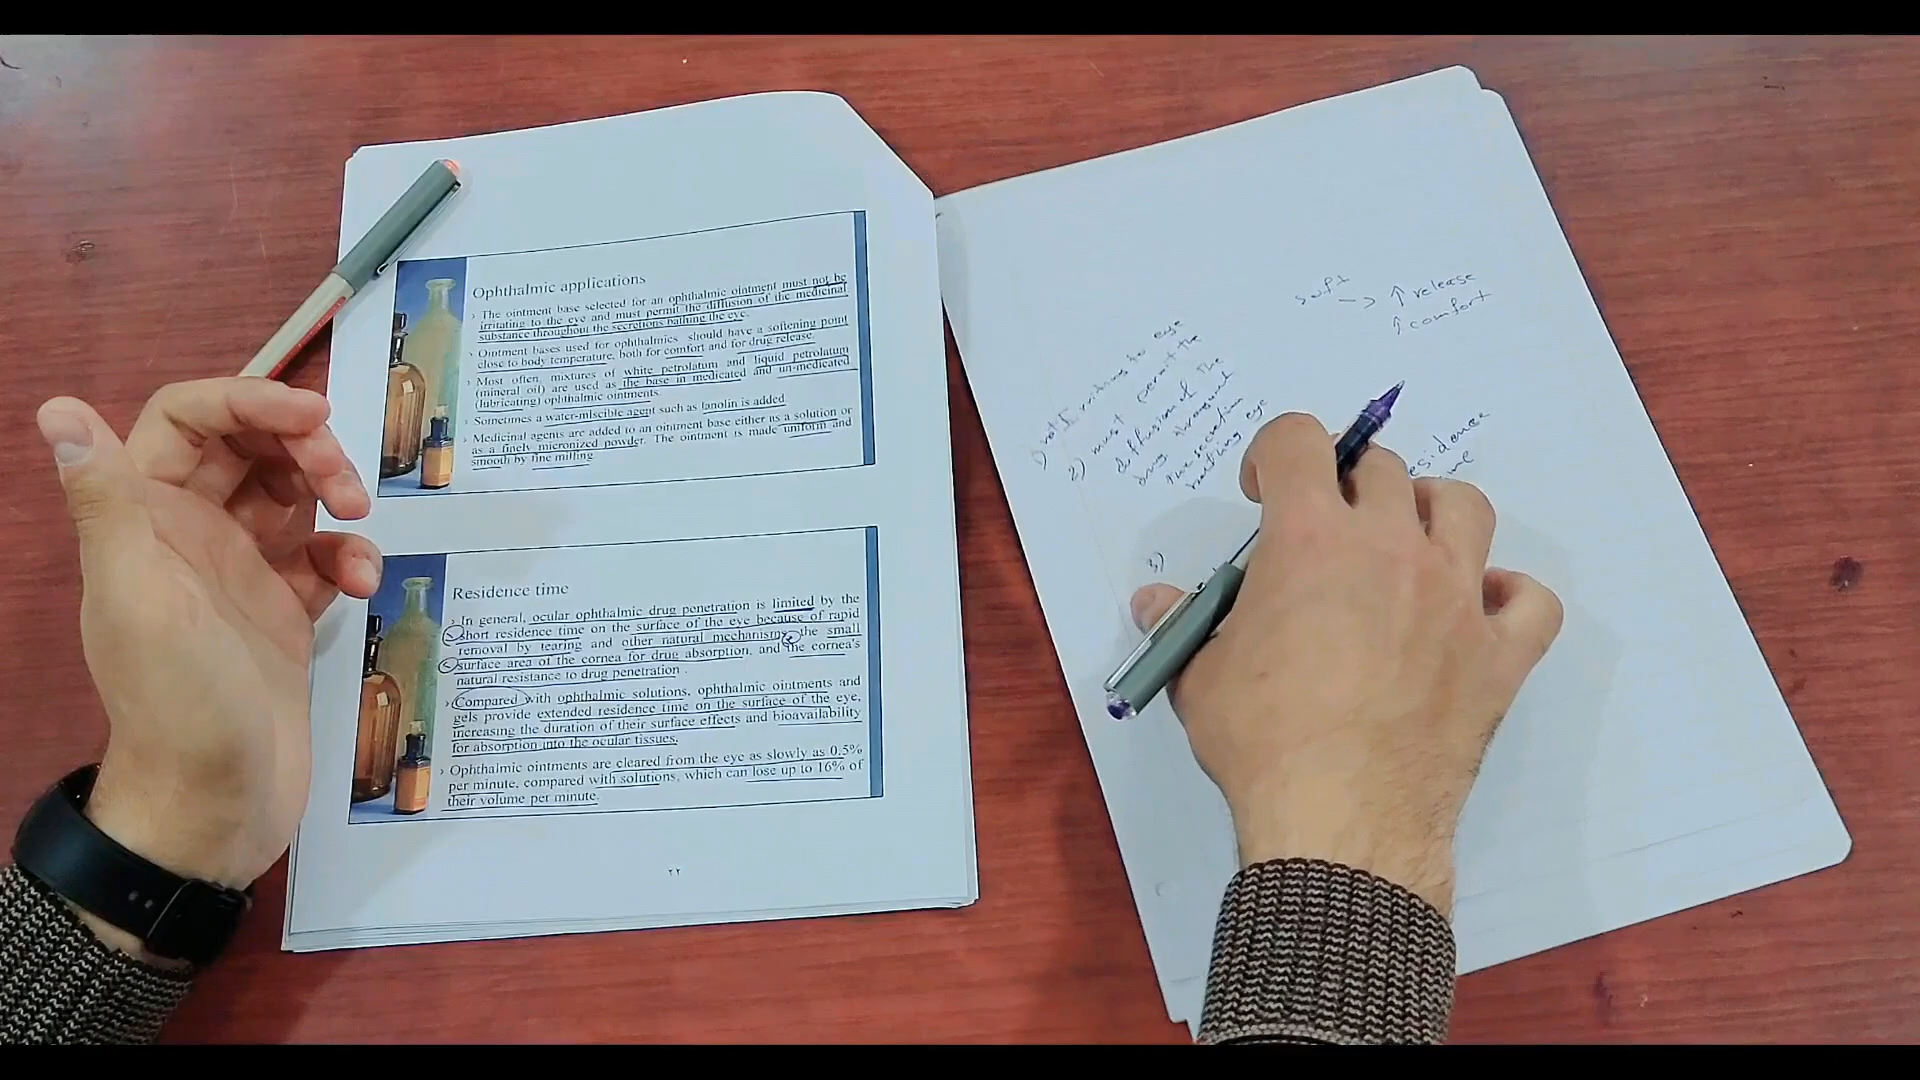 Ophthalmic applications
› The ointment base selected for an ophthalmic ointment must not be
irritating to the eye and must permit the diffusion of the medicinal
substance throughout the secretions bathing the eye.
› Ointment bases used for ophthalmics should have a softening point
close to body temperature, both for comfort and for drug release.
› Most often, mixtures of white petrolatum and liquid petrolatum
(mineral oil) are used as the base in medicated and un-medicated
(lubricating) ophthalmic ointments.
› Sometimes a water-miscible agent such as lanolin is added
› Medicinal agents are added to an ointment base either as a solution or
as a finely micronized powder. The ointment is made uniform and
smooth by fine milling
Residence time
› In general, ocular ophthalmic drug penetration is limited by the
short residence time on the surface of the eye because of rapid
removal by tearing and other natural mechanisms, the small
surface area of the cornea for drug absorption, and the cornea's
natural resistance to drug penetration .
› Compared with ophthalmic solutions, ophthalmic ointments and
gels provide extended residence time on the surface of the eye,
increasing the duration of their surface effects and bioavailability
for absorption into the ocular tissues.
› Ophthalmic ointments are cleared from the eye as slowly as 0.5%
per minute, compared with solutions, which can lose up to 16% of
their volume per minute.
٢٢
soft
→ ↑ release
↑ comfort
1) to eye
2) must permit the
diffusion of the
drug
the secretion
bathing eye
3)
esidence